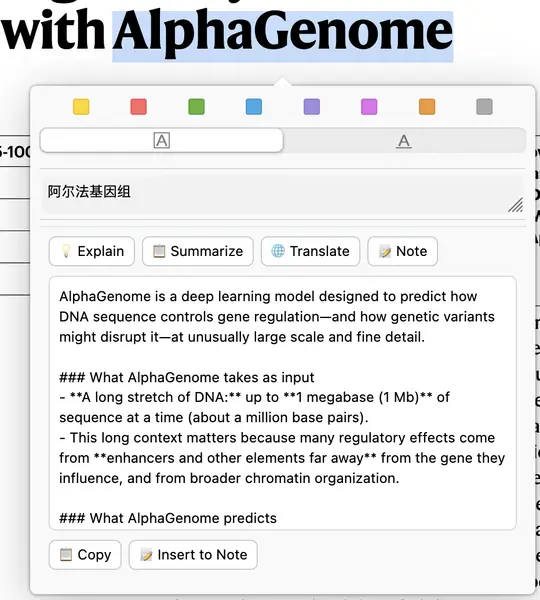 with AlphaGenome
5-100
A
A
阿尔法基因组
Explain
Summarize
Translate
Note
AlphaGenome is a deep learning model designed to predict how
DNA sequence controls gene regulation—and how genetic variants
might disrupt it—at unusually large scale and fine detail.
### What AlphaGenome takes as input
- **A long stretch of DNA:** up to **1 megabase (1 Mb)** of
sequence at a time (about a million base pairs).
- This long context matters because many regulatory effects come
from **enhancers and other elements far away** from the gene they
influence, and from broader chromatin organization.
### What AlphaGenome predicts
Copy
Insert to Note